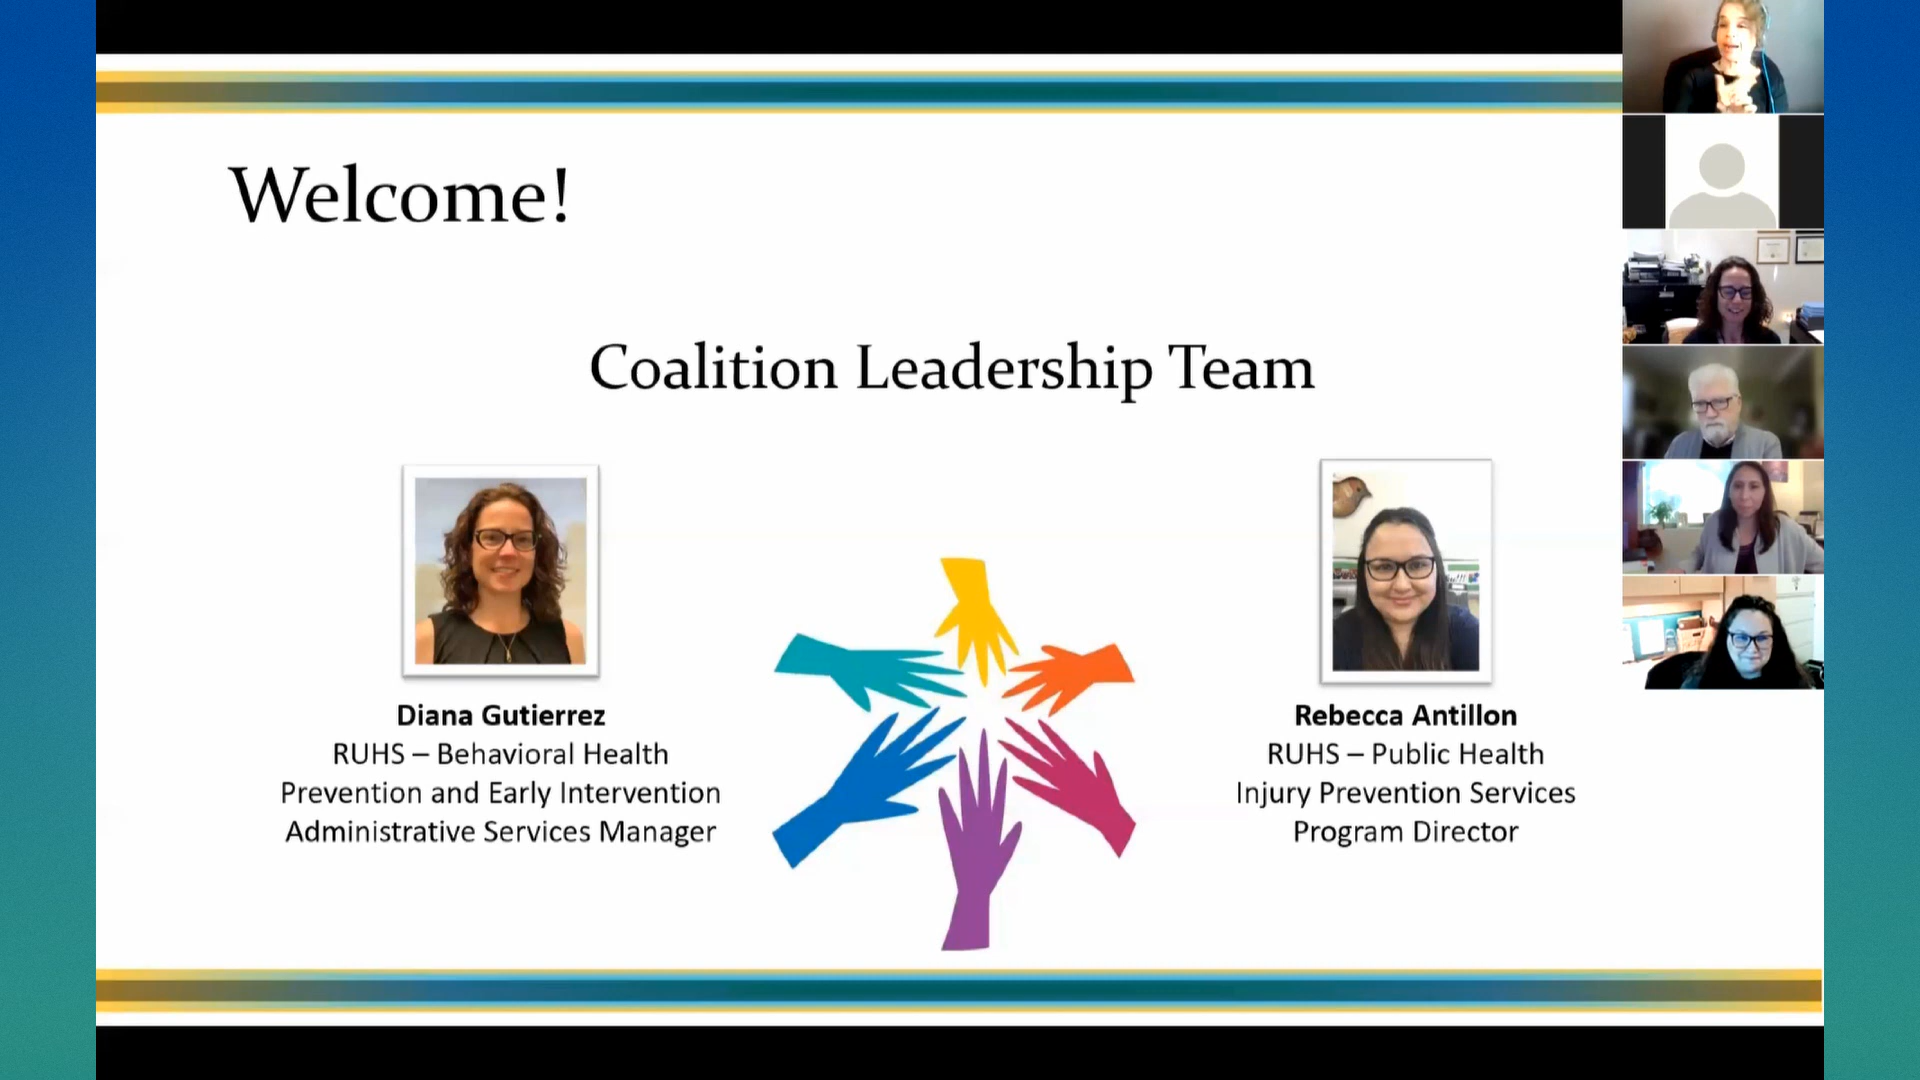 Welcome!
Coalition Leadership Team
Diana Gutierrez
RUHS – Behavioral Health
Prevention and Early Intervention
Administrative Services Manager
Rebecca Antillon
RUHS – Public Health
Injury Prevention Services
Program Director